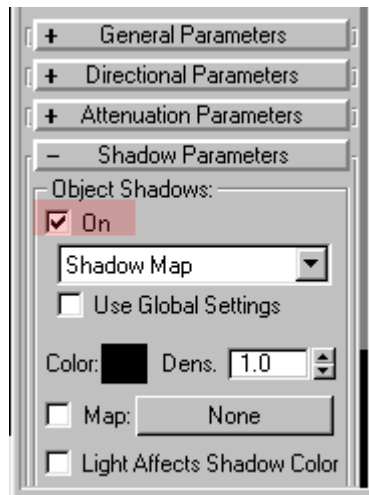 + General Parameters
+ Directional Parameters
+ Attenuation Parameters
- Shadow Parameters
Object Shadows:
On
Shadow Map
Use Global Settings
Color: Dens. 1.0
Map: None
Light Affects Shadow Color